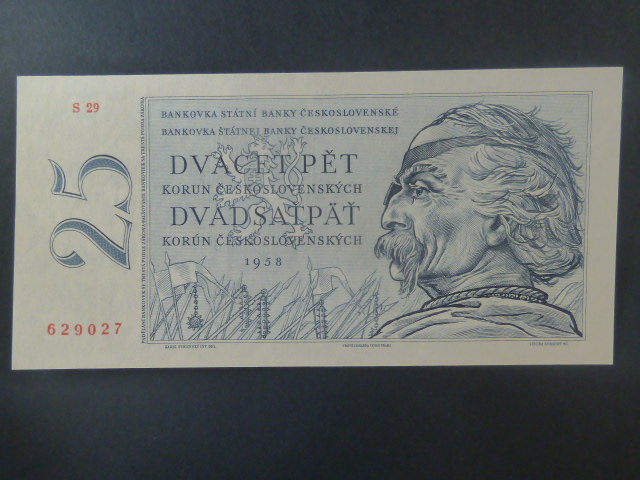 S 29
25
629027
BANKOVKA STÁTNÍ BANKY ČESKOSLOVENSKÉ
BANKOVKA ŠTÁTNEJ BANKY ČESKOSLOVENSKEJ
DVACET PĚT
KORUN ČESKOSLOVENSKÝCH
DVADSAŤPÄŤ
KORÚN ČESKOSLOVENSKÝCH
1958